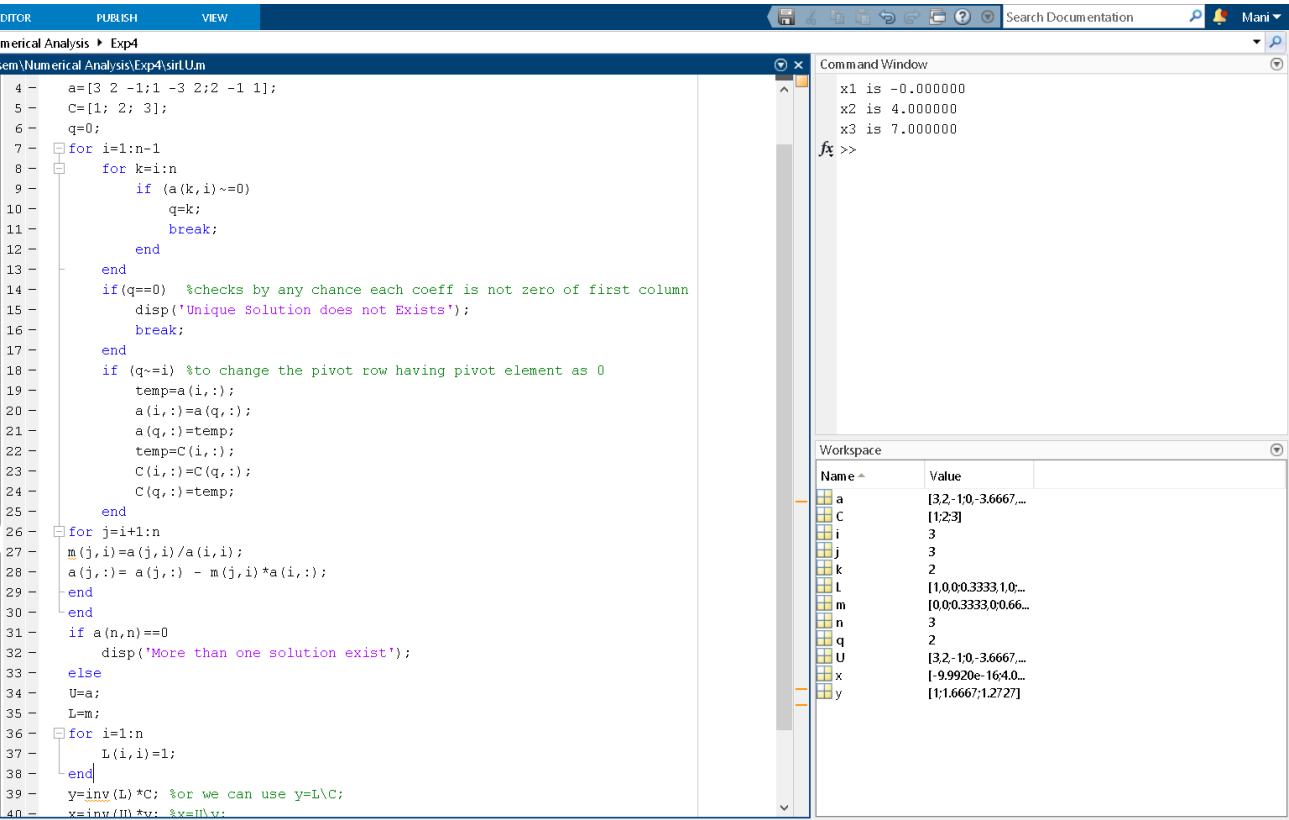 DITOR PUBLISH VIEW Search Documentation Mani
merical Analysis Exp4
sem\Numerical Analysis\Exp4\sirLU.m
4 – a=[3 2 -1;1 -3 2;2 -1 1];
5 – C=[1; 2; 3];
6 – q=0;
7 – for i=1:n-1
8 – for k=i:n
9 – if (a(k,i)~=0)
10 – q=k;
11 – break;
12 – end
13 – end
14 – if(q==0) %checks by any chance each coeff is not zero of first column
15 – disp('Unique Solution does not Exists');
16 – break;
17 – end
18 – if (q~=i) %to change the pivot row having pivot element as 0
19 – temp=a(i,:);
20 – a(i,:)=a(q,:);
21 – a(q,:)=temp;
22 – temp=C(i,:);
23 – C(i,:)=C(q,:);
24 – C(q,:)=temp;
25 – end
26 – for j=i+1:n
27 – m(j,i)=a(j,i)/a(i,i);
28 – a(j,:)= a(j,:) - m(j,i)*a(i,:);
29 – end
30 – end
31 – if a(n,n)==0
32 – disp('More than one solution exist');
33 – else
34 – U=a;
35 – L=m;
36 – for i=1:n
37 – L(i,i)=1;
38 – end
39 – y=inv(L)*C; %or we can use y=L\C;
40 – x=inv(U)*y; %x=U\y;
Command Window
x1 is -0.000000
x2 is 4.000000
x3 is 7.000000
fx >>
Workspace
Name Value
a [3,2,-1;0,-3.6667,...
C [1;2;3]
i 3
j 3
k 2
L [1,0,0;0.3333,1,0;...
m [0,0;0.3333,0;0.66...
n 3
q 2
U [3,2,-1;0,-3.6667,...
x [-9.9920e-16;4.0...
y [1;1.6667;1.2727]